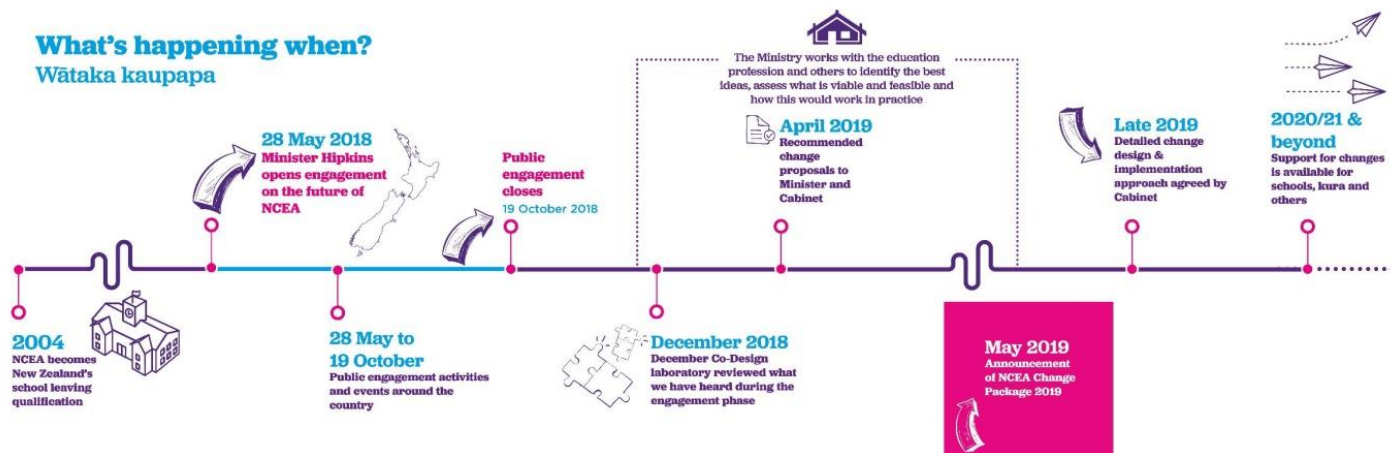 What's happening when?
Wātaka kaupapa
2004
NCEA becomes
New Zealand's
school leaving
qualification
28 May 2018
Minister Hipkins
opens engagement
on the future of
NCEA
28 May to
19 October
Public engagement activities
and events around the
country
Public
engagement
closes
19 October 2018
The Ministry works with the education
profession and others to identify the best
ideas, assess what is viable and feasible and
how this would work in practice
December 2018
December Co-Design
laboratory reviewed what
we have heard during the
engagement phase
April 2019
Recommended
change
proposals to
Minister and
Cabinet
May 2019
Announcement
of NCEA Change
Package 2019
Late 2019
Detailed change
design &
implementation
approach agreed by
Cabinet
2020/21 &
beyond
Support for changes
is available for
schools, kura and
others